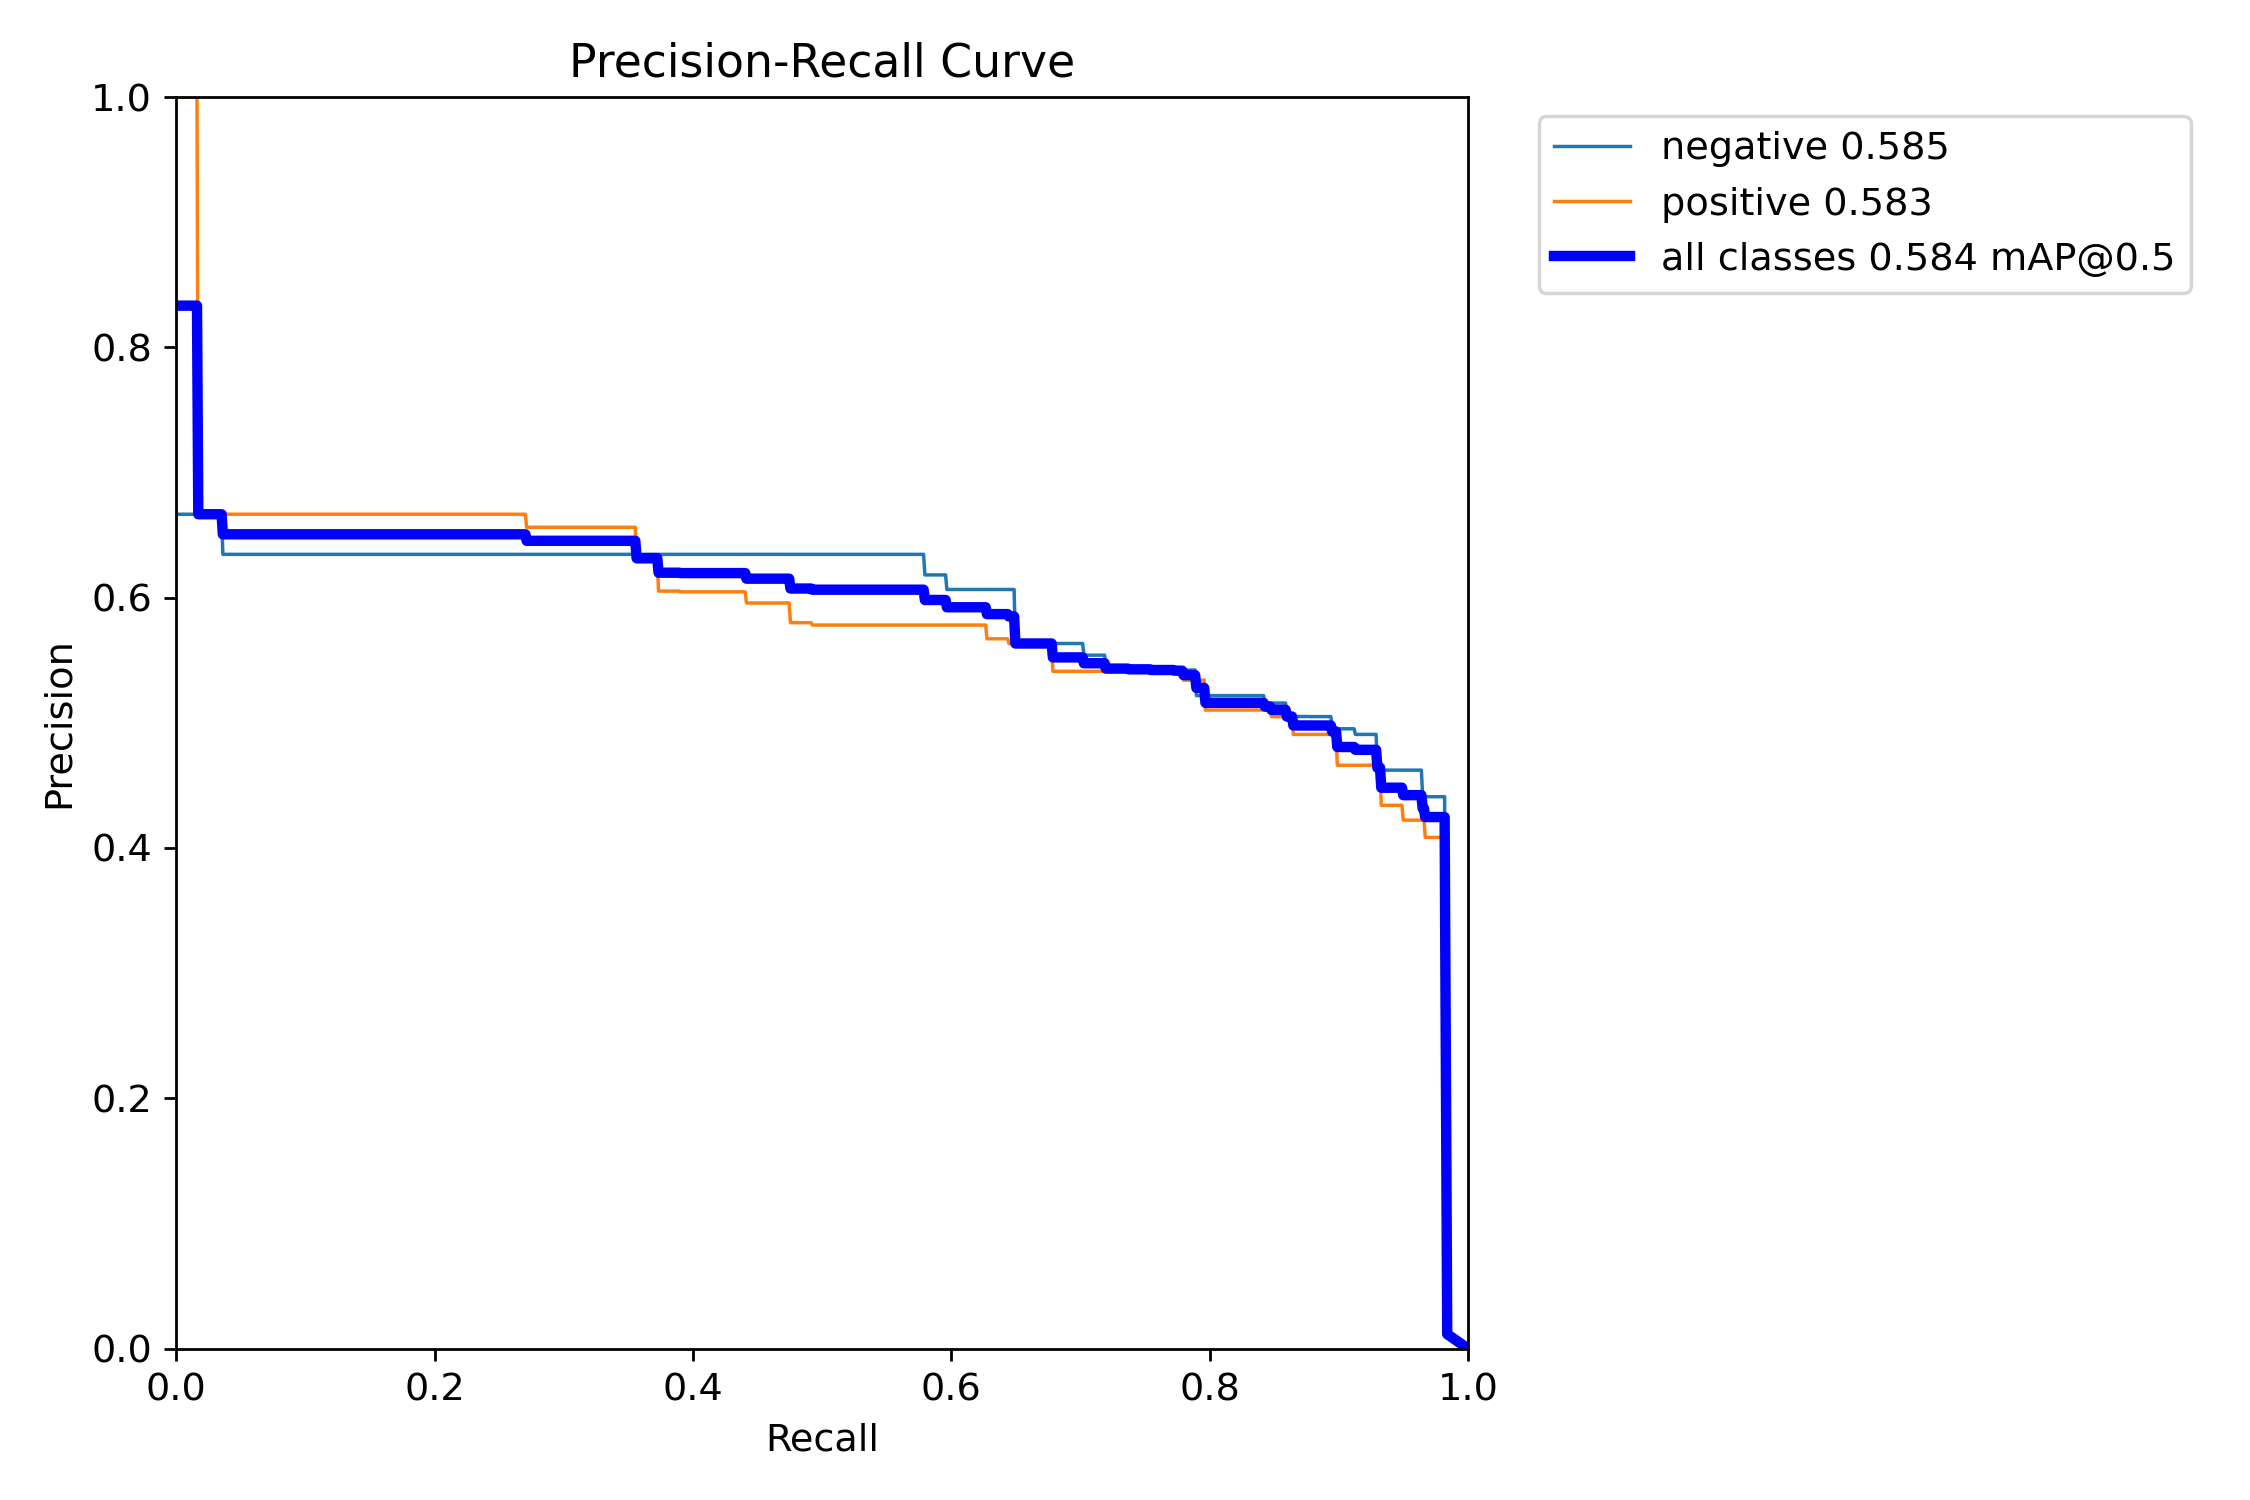 Precision-Recall Curve
1.0
0.8
0.6
0.4
0.2
0.0
Precision
0.0 0.2 0.4 0.6 0.8 1.0
Recall
negative 0.585
positive 0.583
all classes 0.584 mAP@0.5